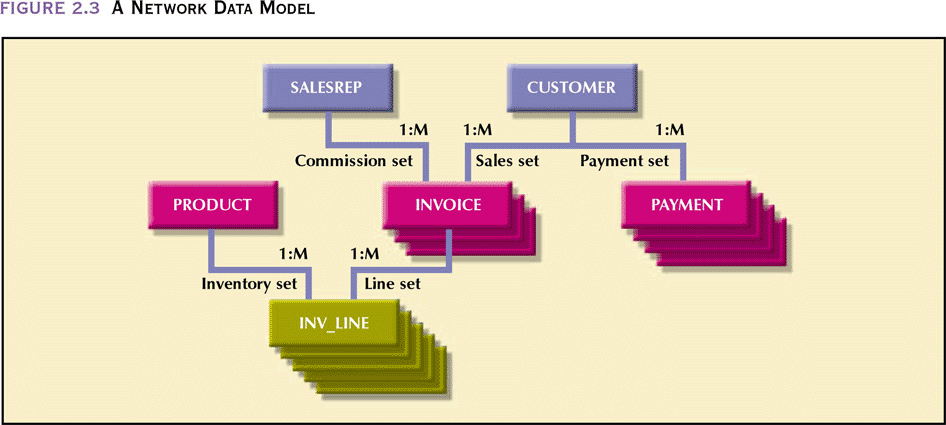 FIGURE 2.3 A NETWORK DATA MODEL
SALESREP
CUSTOMER
1:M
1:M
1:M
Commission set
Sales set
Payment set
PRODUCT
INVOICE
PAYMENT
1:M
1:M
Inventory set
Line set
INV_LINE